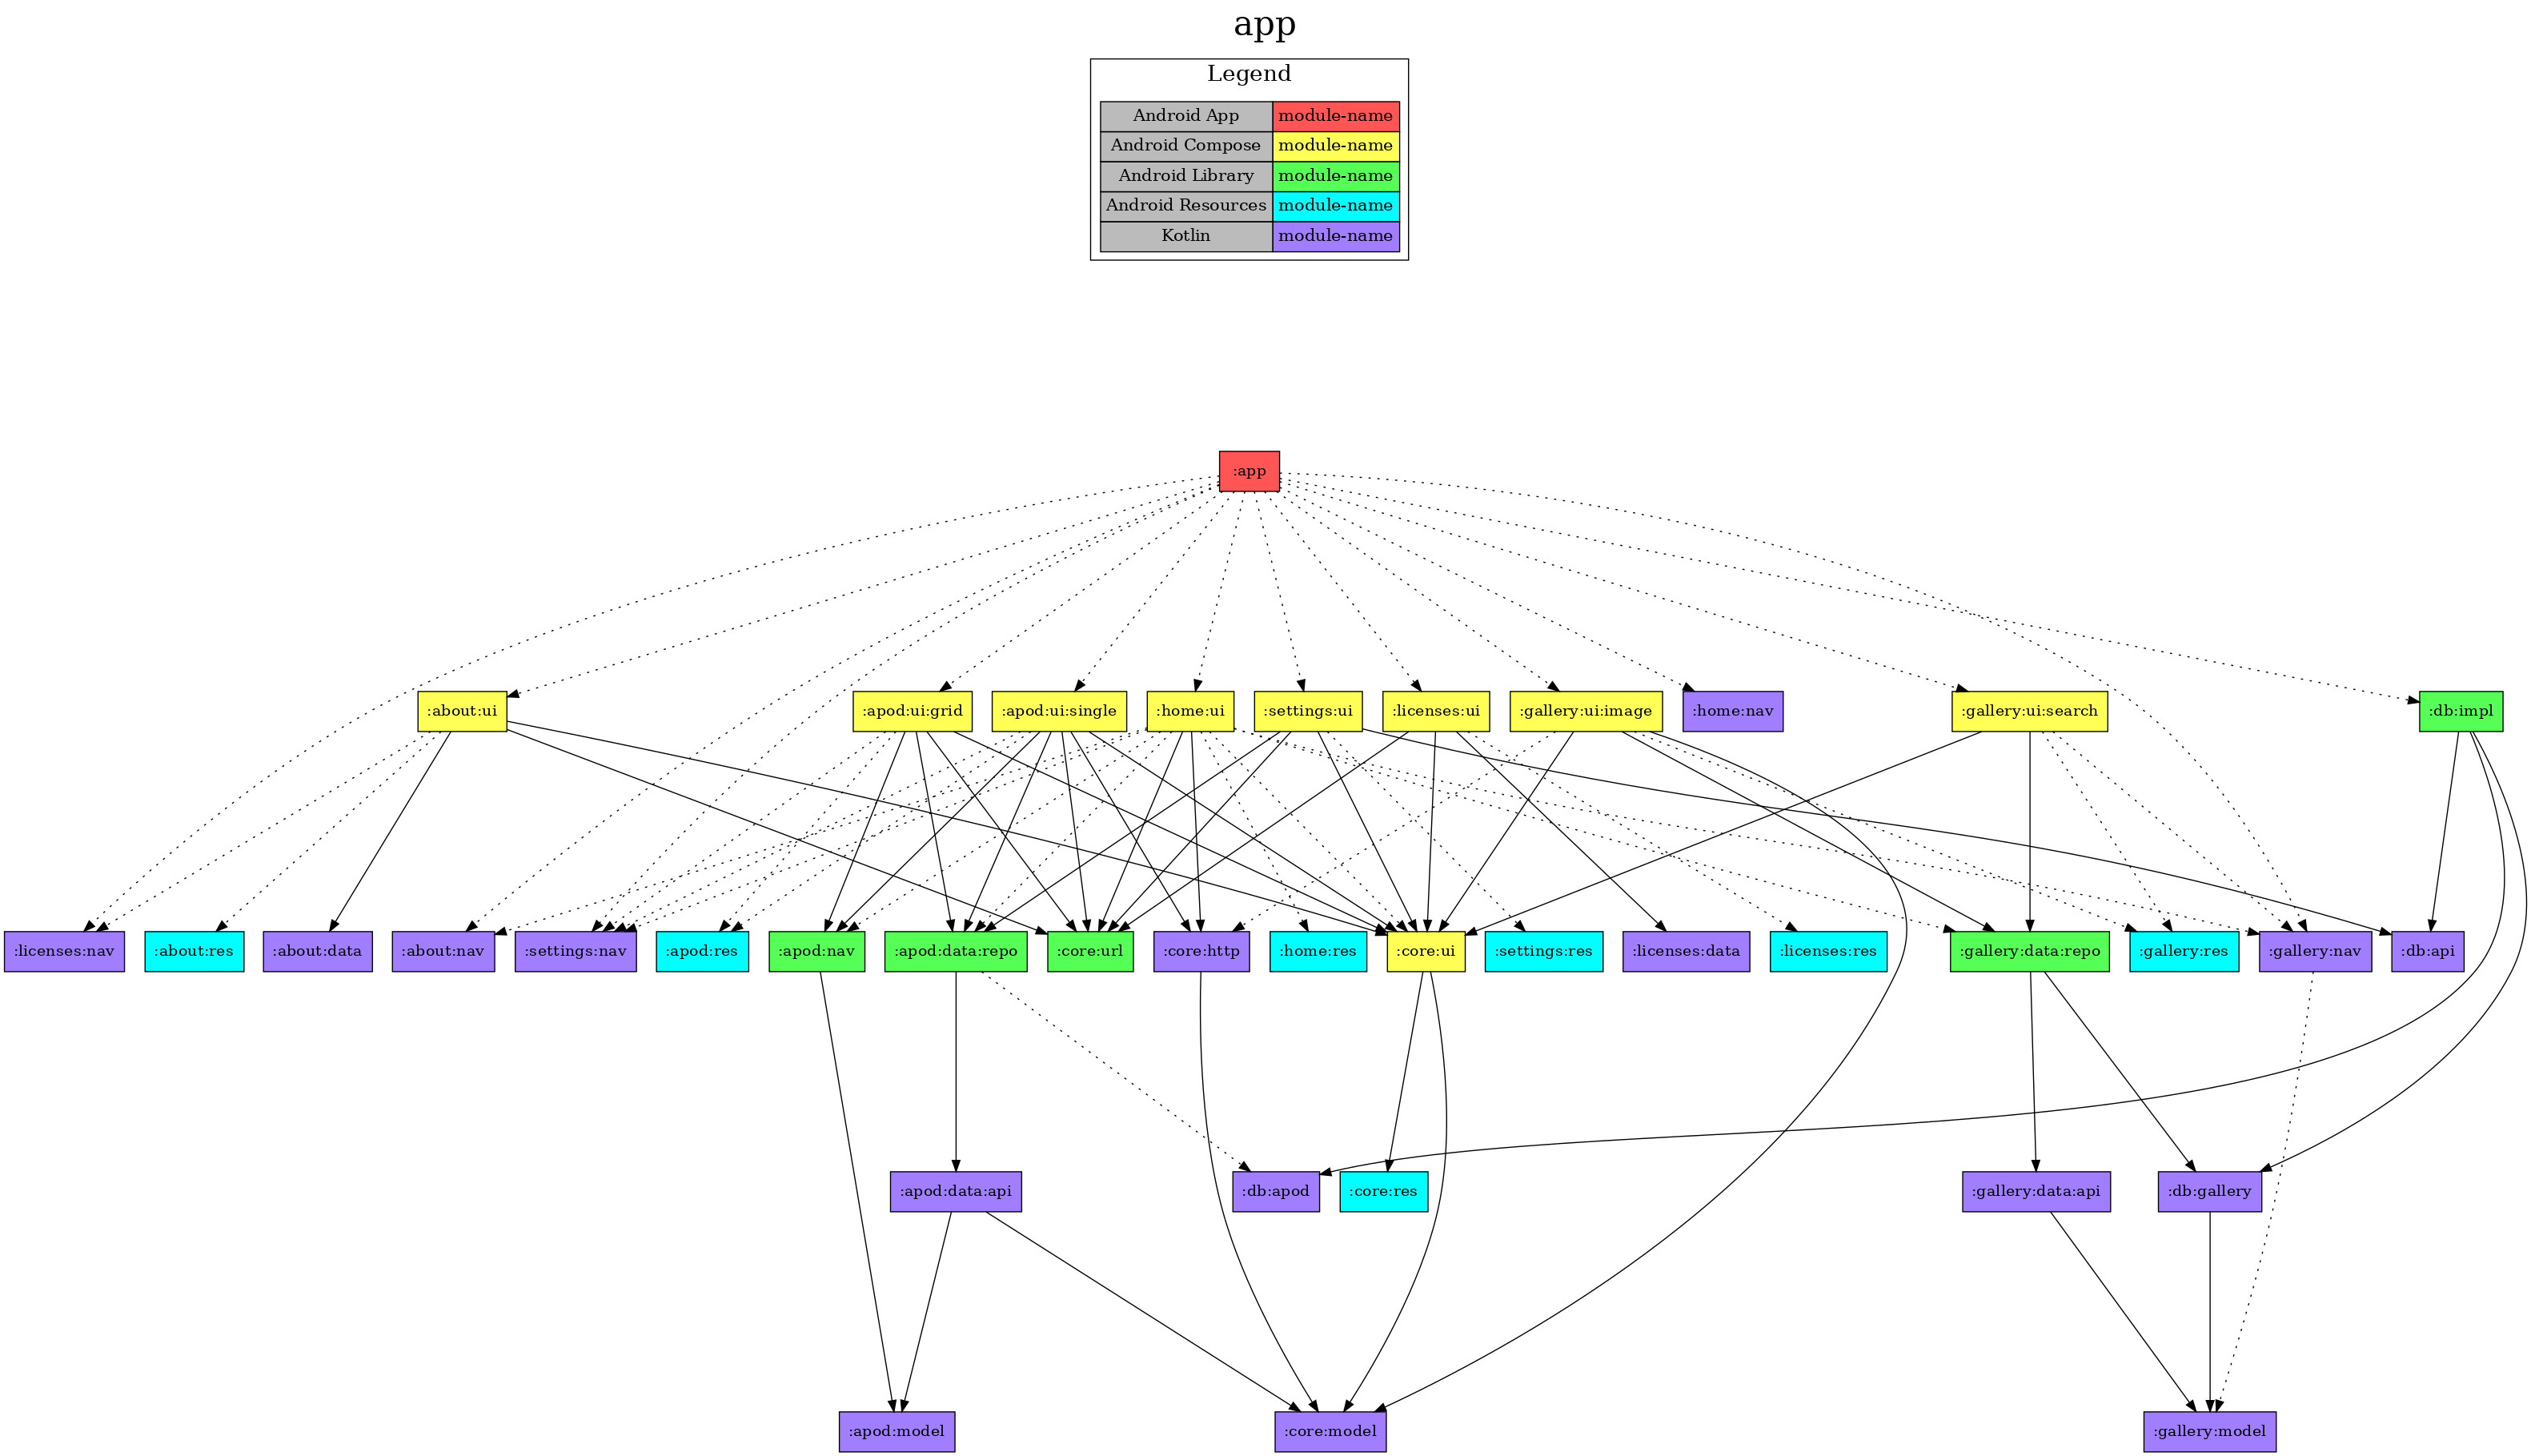 app
Legend
Android App module-name
Android Compose module-name
Android Library module-name
Android Resources module-name
Kotlin module-name
:app
:about:ui :apod:ui:grid :apod:ui:single :home:ui :settings:ui :licenses:ui :gallery:ui:image :home:nav :gallery:ui:search :db:impl
:licenses:nav :about:res :about:data :about:nav :settings:nav :apod:res :apod:nav :apod:data:repo :core:url :core:http :home:res :core:ui :settings:res :licenses:data :licenses:res :gallery:data:repo :gallery:res :gallery:nav :db:api
:apod:data:api :db:apod :core:res :gallery:data:api :db:gallery
:apod:model :core:model :gallery:model